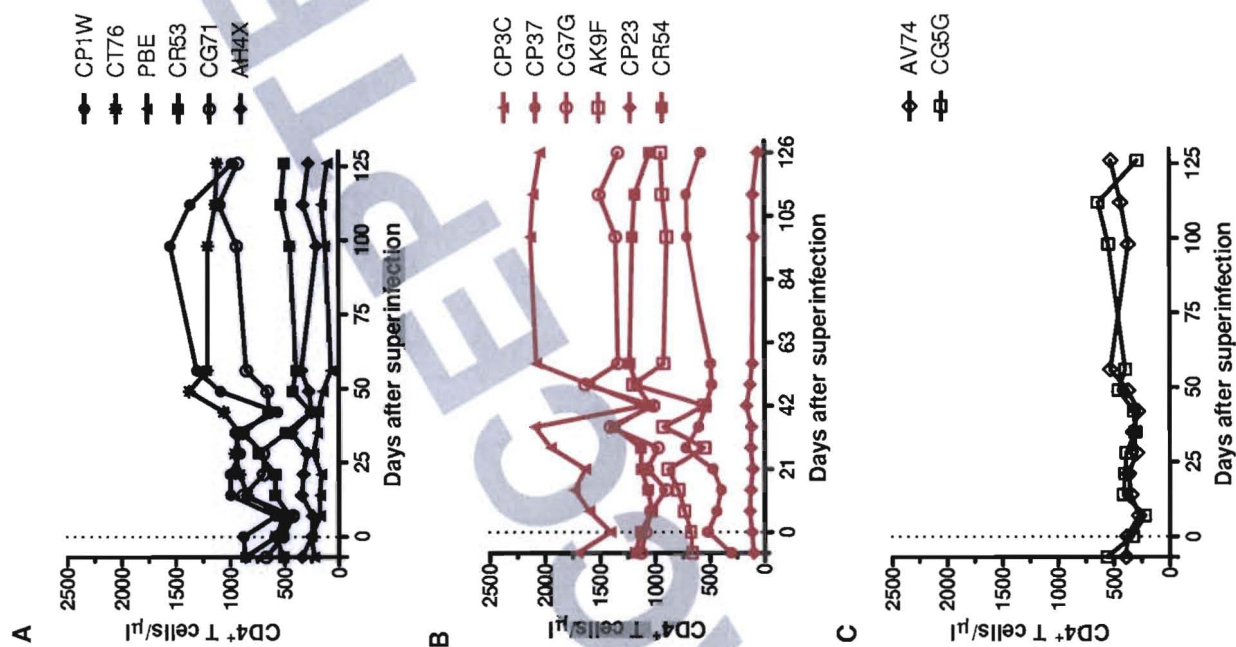 A
CD4+ T cells/µl
2500
2000
1500
1000
500
0
0
25
50
75
100
125
Days after superinfection
CP1W
CT76
PBE
CR53
CG71
AH4X
B
CD4+ T cells/µl
2500
2000
1500
1000
500
0
0
21
42
63
84
105
126
Days after superinfection
CP3C
CP37
CG7G
AK9F
CP23
CR54
C
CD4+ T cells/µl
2500
2000
1500
1000
500
0
0
25
50
75
100
125
Days after superinfection
AV74
CG5G